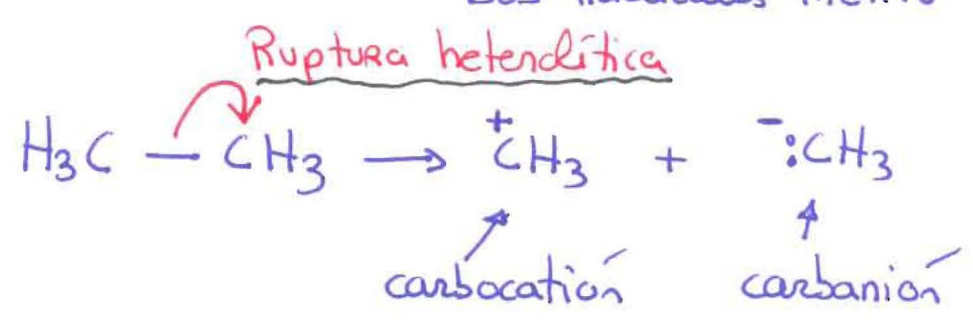 Ruptura heterolítica
H₃C — CH₃ → ⁺CH₃ + ⁻:CH₃
carbocatión carbanión